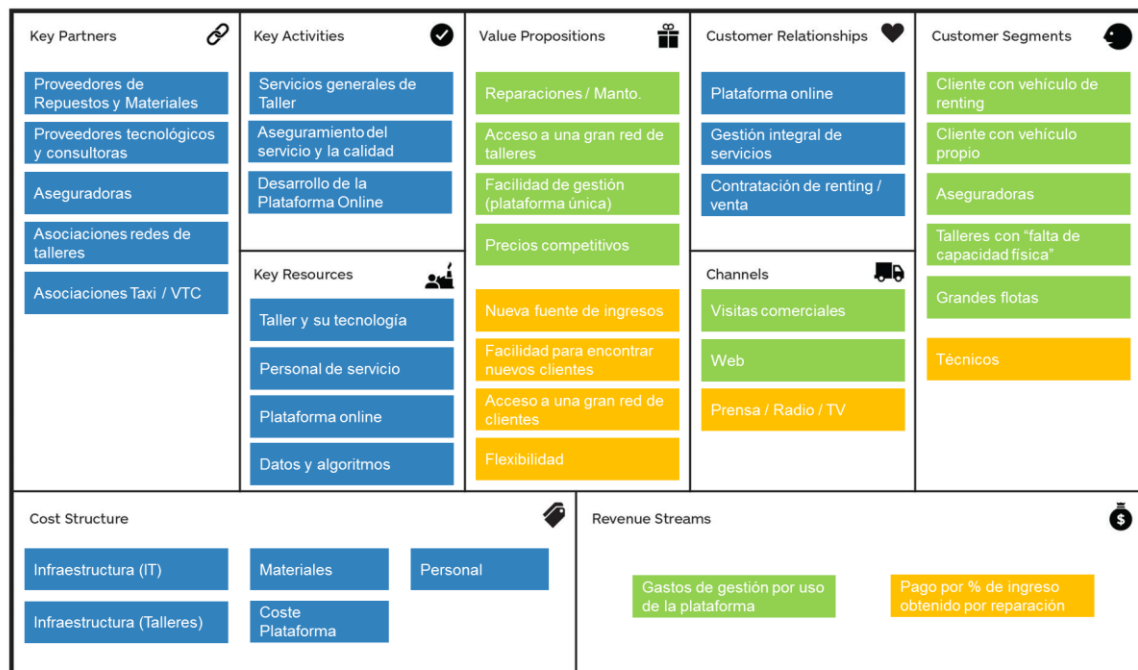 Key Partners
Proveedores de
Repuestos y Materiales
Proveedores tecnológicos
y consultoras
Aseguradoras
Asociaciones redes de
talleres
Asociaciones Taxi / VTC
Key Activities
Servicios generales de
Taller
Aseguramiento del
servicio y la calidad
Desarrollo de la
Plataforma Online
Key Resources
Taller y su tecnología
Personal de servicio
Plataforma online
Datos y algoritmos
Value Propositions
Reparaciones / Manto.
Acceso a una gran red de
talleres
Facilidad de gestión
(plataforma única)
Precios competitivos
Nueva fuente de ingresos
Facilidad para encontrar
nuevos clientes
Acceso a una gran red de
clientes
Flexibilidad
Customer Relationships
Plataforma online
Gestión integral de
servicios
Contratación de renting /
venta
Channels
Visitas comerciales
Web
Prensa / Radio / TV
Customer Segments
Cliente con vehículo de
renting
Cliente con vehículo
propio
Aseguradoras
Talleres con “falta de
capacidad física”
Grandes flotas
Técnicos
Cost Structure
Infraestructura (IT)
Materiales
Personal
Infraestructura (Talleres)
Coste
Plataforma
Revenue Streams
$
Gastos de gestión por uso
de la plataforma
Pago por % de ingreso
obtenido por reparación